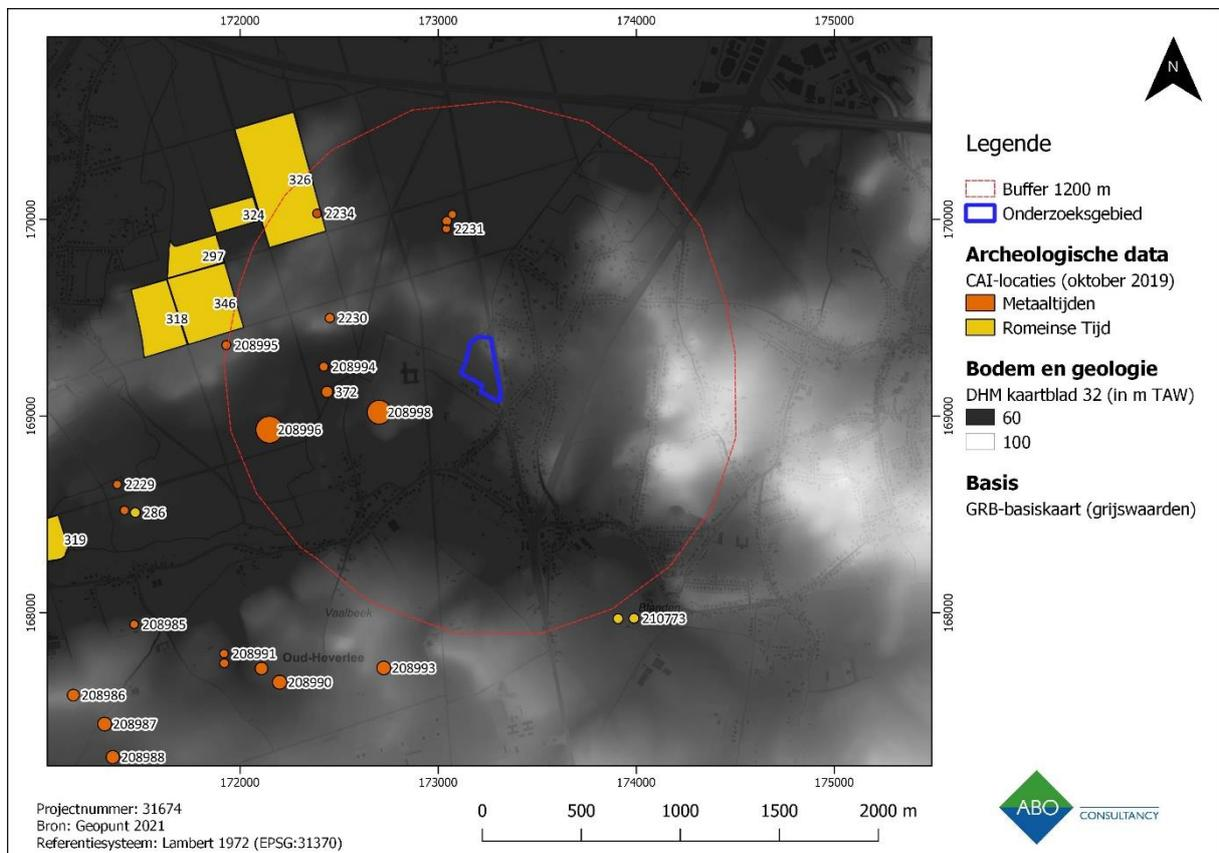 172000
173000
174000
175000
N
Legende
Buffer 1200 m
Onderzoeksgebied
Archeologische data
CAI-locaties (oktober 2019)
Metaaltijden
Romeinse Tijd
Bodem en geologie
DHM kaartblad 32 (in m TAW)
60
100
Basis
GRB-basiskaart (grijswaarden)
170000
170000
169000
169000
168000
168000
326
324
2234
2231
297
346
318
2230
208995
208994
372
208998
208996
2229
286
319
208985
Vaalbeek
Blanden
210773
208991
Oud-Heverlee
208993
208990
208986
208987
208988
172000
173000
174000
175000
Projectnummer: 31674
Bron: Geopunt 2021
Referentiesysteem: Lambert 1972 (EPSG:31370)
0 500 1000 1500 2000 m
ABO
CONSULTANCY